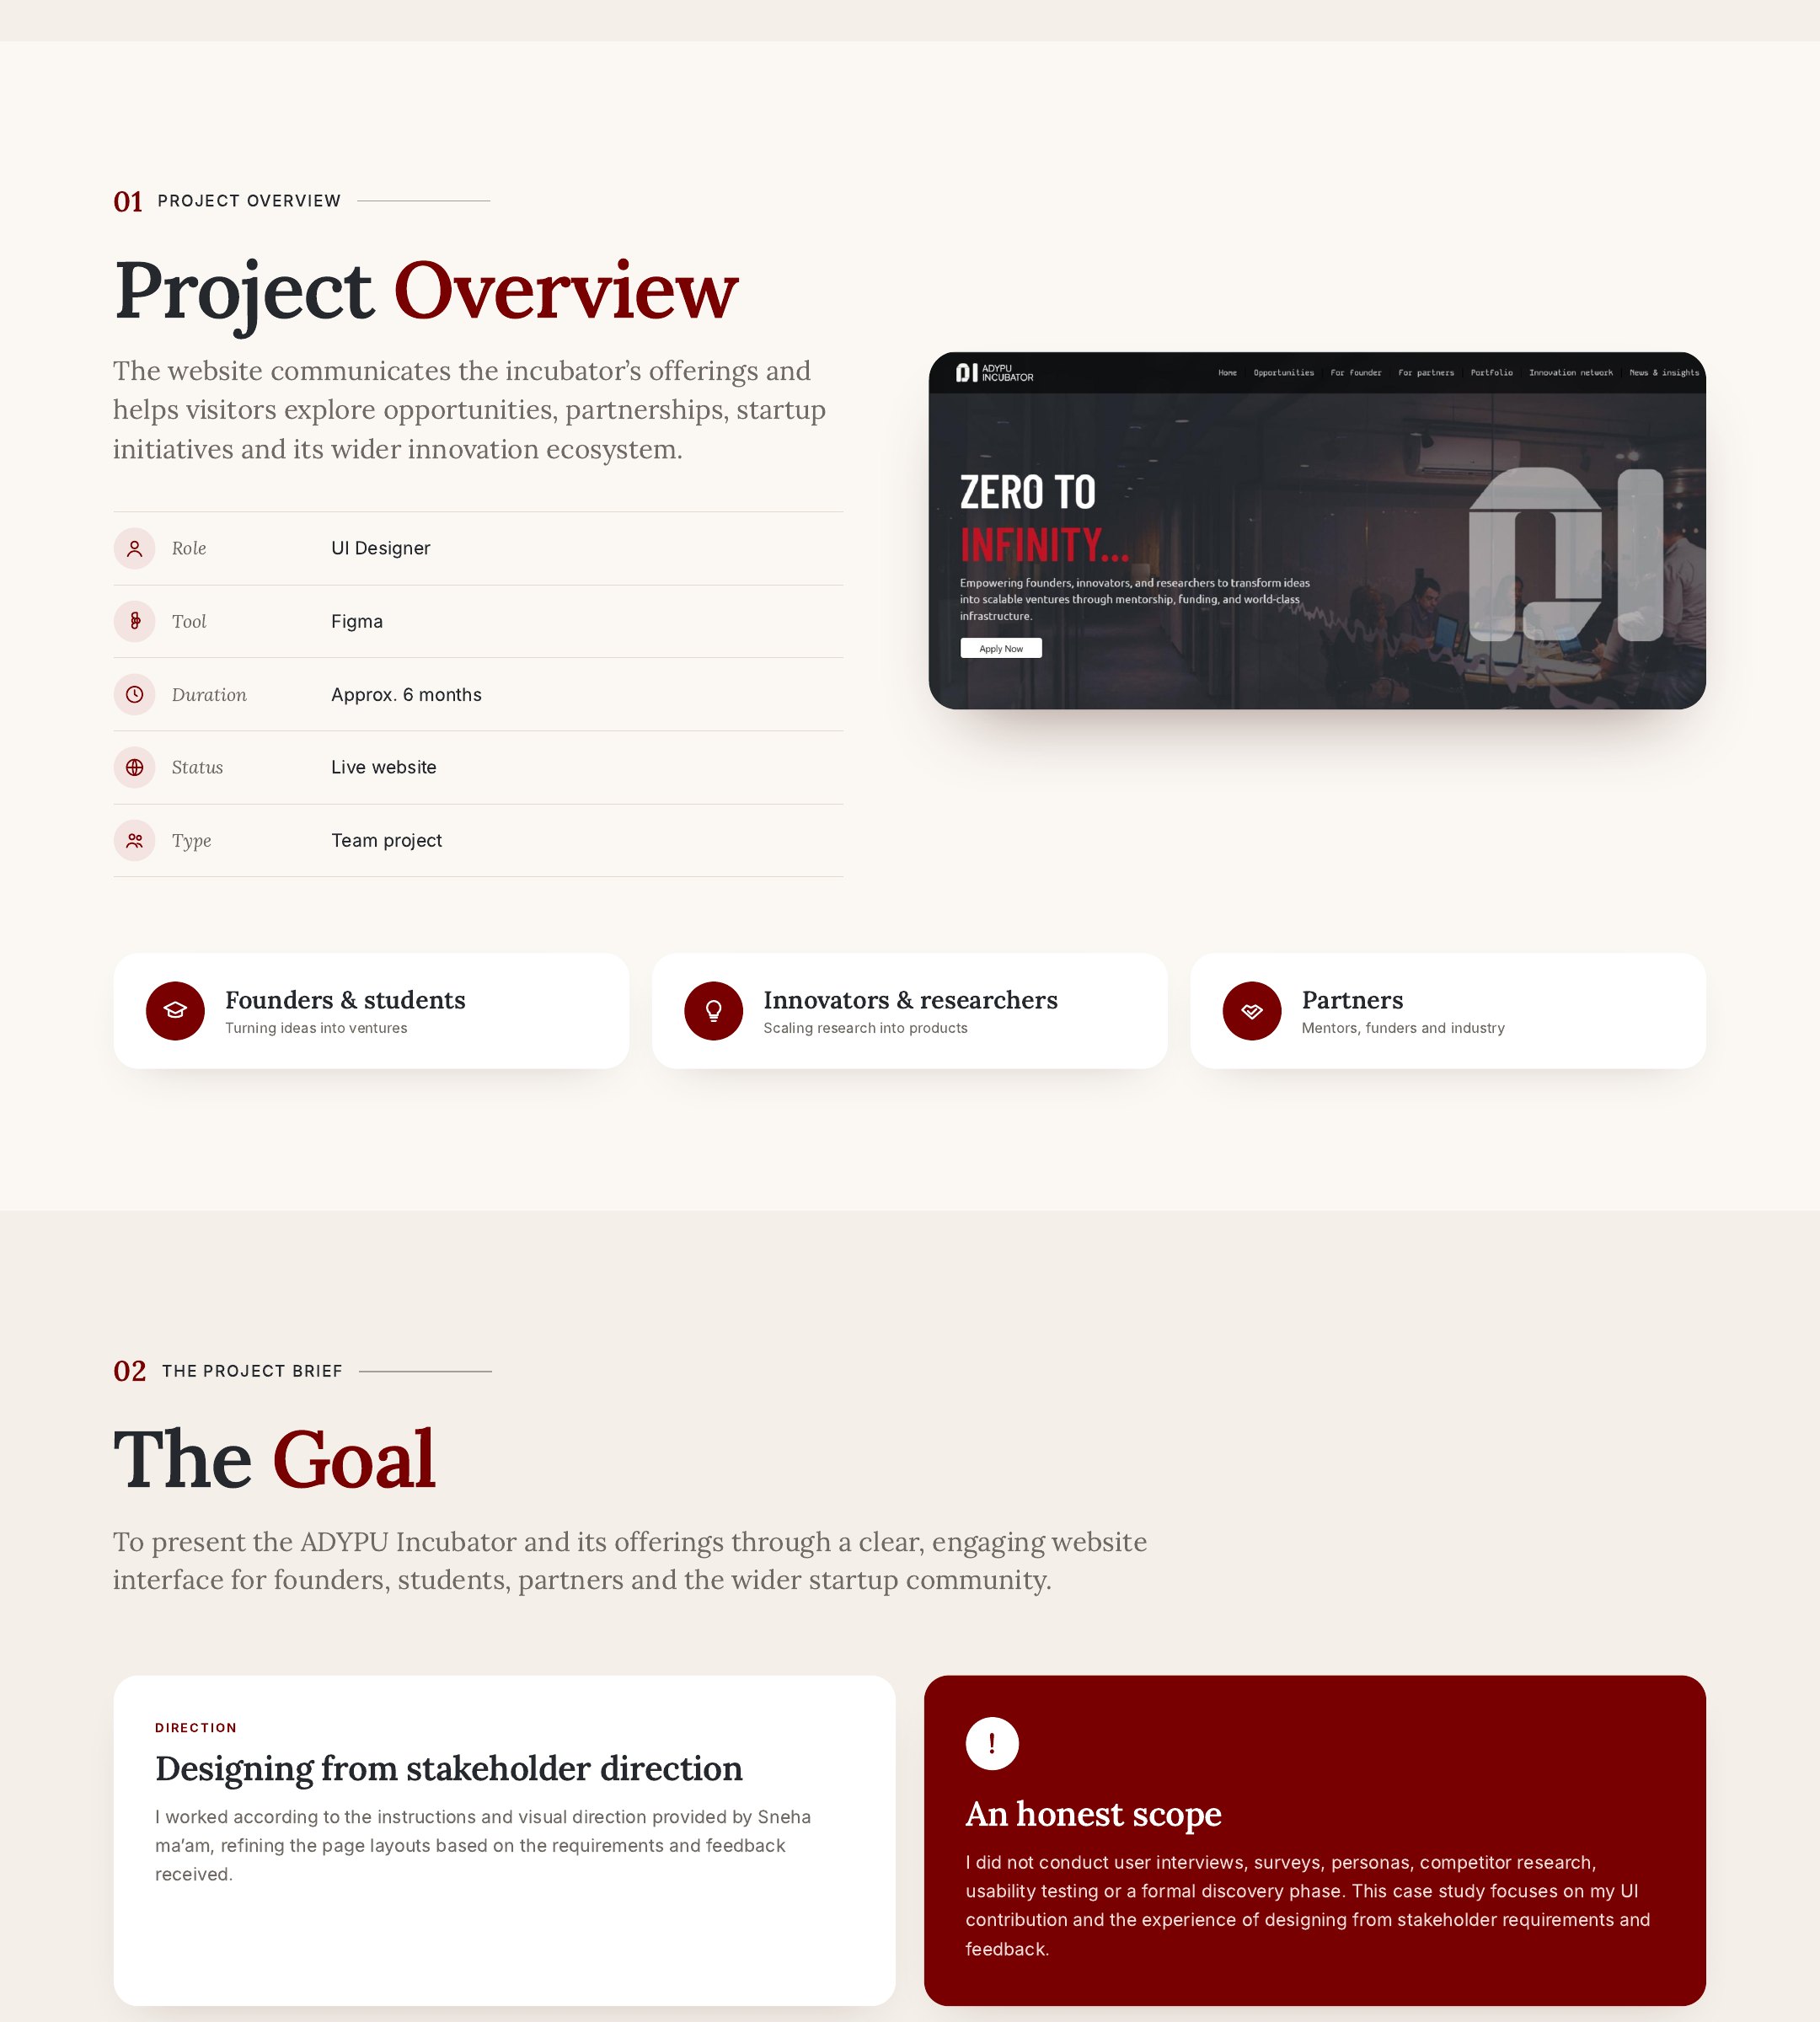 01 PROJECT OVERVIEW
Project Overview
The website communicates the incubator’s offerings and
helps visitors explore opportunities, partnerships, startup
initiatives and its wider innovation ecosystem.
Role UI Designer
Tool Figma
Duration Approx. 6 months
Status Live website
Type Team project
ADYPU
INCUBATOR
Home Opportunities For founder For partners Portfolio Innovation network News & insights
ZERO TO
INFINITY...
Empowering founders, innovators, and researchers to transform ideas
into scalable ventures through mentorship, funding, and world-class
infrastructure.
Apply Now
Founders & students
Turning ideas into ventures
Innovators & researchers
Scaling research into products
Partners
Mentors, funders and industry
02 THE PROJECT BRIEF
The Goal
To present the ADYPU Incubator and its offerings through a clear, engaging website
interface for founders, students, partners and the wider startup community.
DIRECTION
Designing from stakeholder direction
I worked according to the instructions and visual direction provided by Sneha
ma’am, refining the page layouts based on the requirements and feedback
received.
!
An honest scope
I did not conduct user interviews, surveys, personas, competitor research,
usability testing or a formal discovery phase. This case study focuses on my UI
contribution and the experience of designing from stakeholder requirements and
feedback.